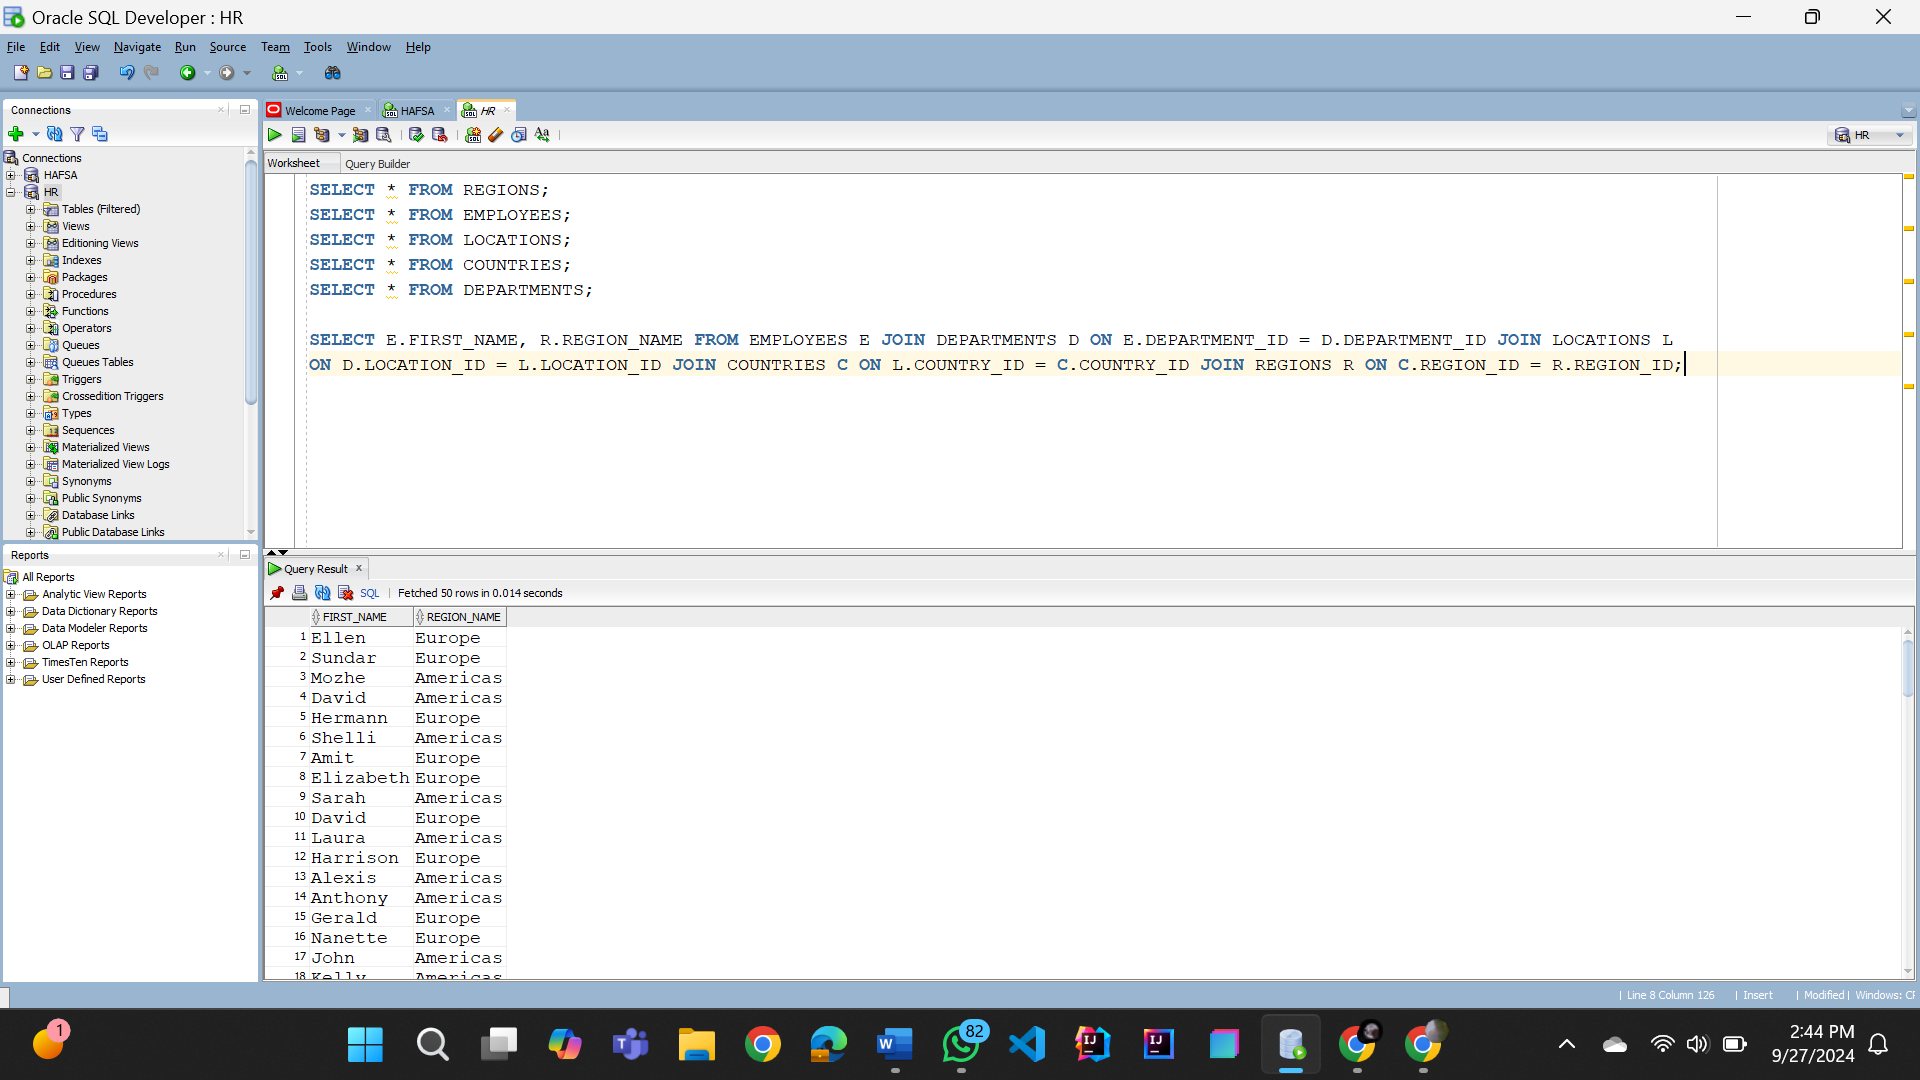 Oracle SQL Developer : HR
File Edit View Navigate Run Source Team Tools Window Help
Connections
Connections
HAFSA
HR
Tables (Filtered)
Views
Editioning Views
Indexes
Packages
Procedures
Functions
Operators
Queues
Queues Tables
Triggers
Crossedition Triggers
Types
Sequences
Materialized Views
Materialized View Logs
Synonyms
Public Synonyms
Database Links
Public Database Links
Reports
All Reports
Analytic View Reports
Data Dictionary Reports
Data Modeler Reports
OLAP Reports
TimesTen Reports
User Defined Reports
Welcome Page HAFSA HR
HR
Worksheet Query Builder
SELECT * FROM REGIONS;
SELECT * FROM EMPLOYEES;
SELECT * FROM LOCATIONS;
SELECT * FROM COUNTRIES;
SELECT * FROM DEPARTMENTS;
SELECT E.FIRST_NAME, R.REGION_NAME FROM EMPLOYEES E JOIN DEPARTMENTS D ON E.DEPARTMENT_ID = D.DEPARTMENT_ID JOIN LOCATIONS L
ON D.LOCATION_ID = L.LOCATION_ID JOIN COUNTRIES C ON L.COUNTRY_ID = C.COUNTRY_ID JOIN REGIONS R ON C.REGION_ID = R.REGION_ID;
Query Result
SQL | Fetched 50 rows in 0.014 seconds
FIRST_NAME REGION_NAME
1 Ellen Europe
2 Sundar Europe
3 Mozhe Americas
4 David Americas
5 Hermann Europe
6 Shelli Americas
7 Amit Europe
8 Elizabeth Europe
9 Sarah Americas
10 David Europe
11 Laura Americas
12 Harrison Europe
13 Alexis Americas
14 Anthony Americas
15 Gerald Europe
16 Nanette Europe
17 John Americas
18 Kelly Americas
| Line 8 Column 126 | Insert | Modified | Windows: CF
1
82
2:44 PM
9/27/2024